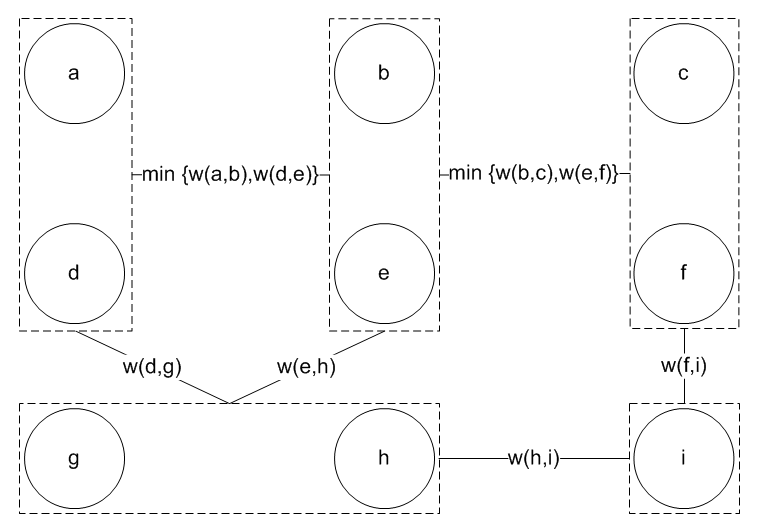 a
b
c
min {w(a,b),w(d,e)}
min {w(b,c),w(e,f)}
d
e
f
w(d,g)
w(e,h)
w(f,i)
g
h
w(h,i)
i